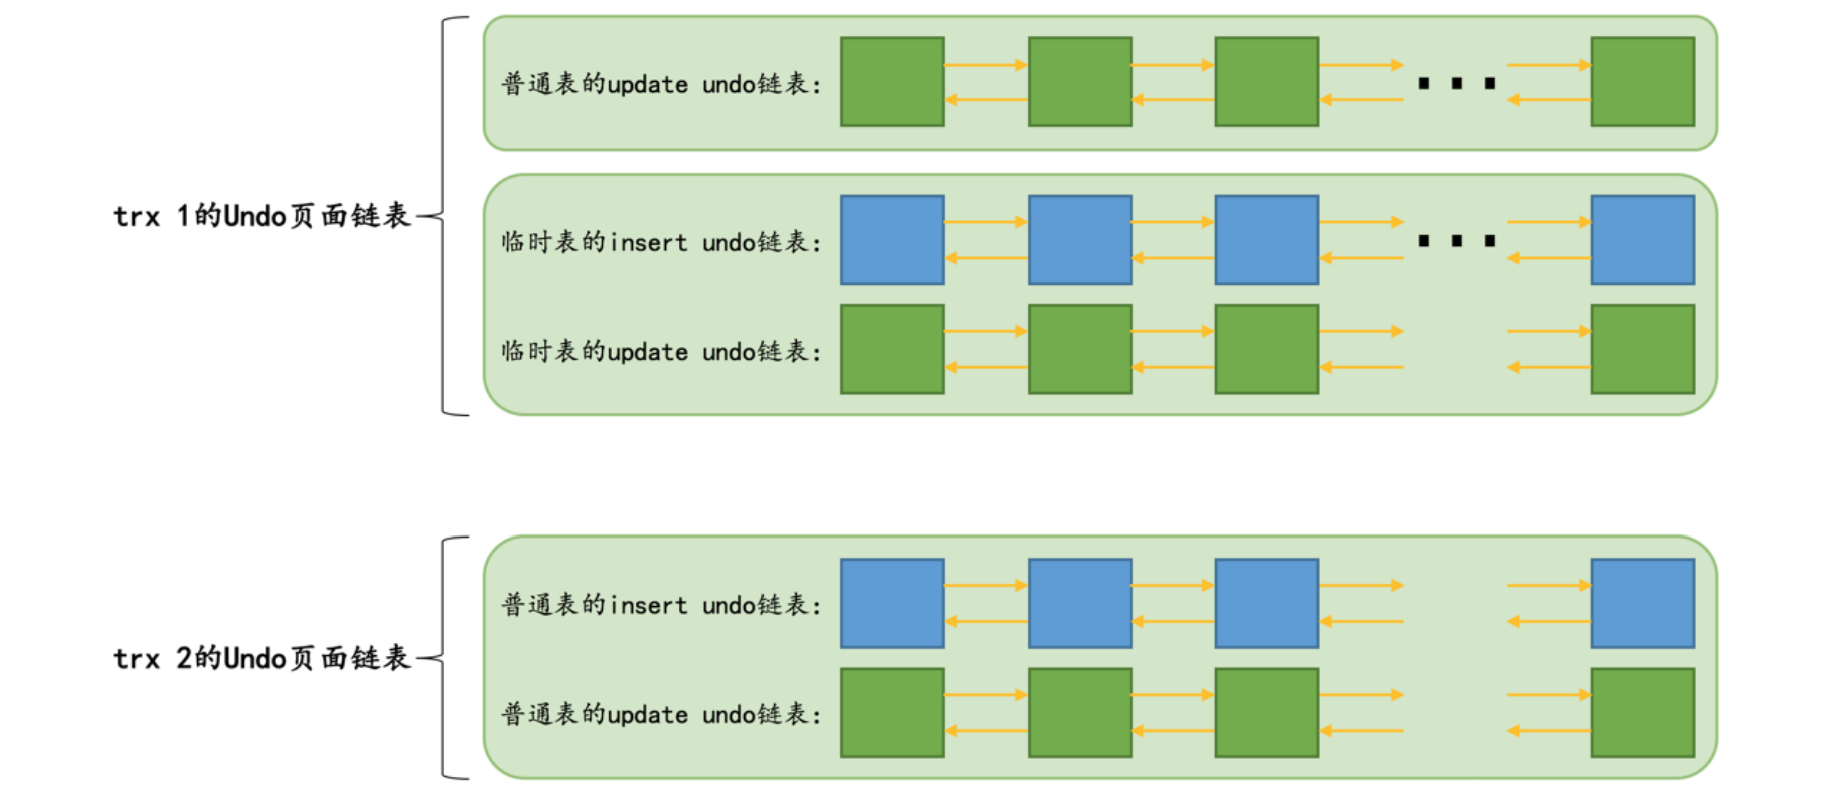 普通表的update undo链表:
trx 1的Undo页面链表
临时表的insert undo链表:
临时表的update undo链表:
普通表的insert undo链表:
trx 2的Undo页面链表
普通表的update undo链表: